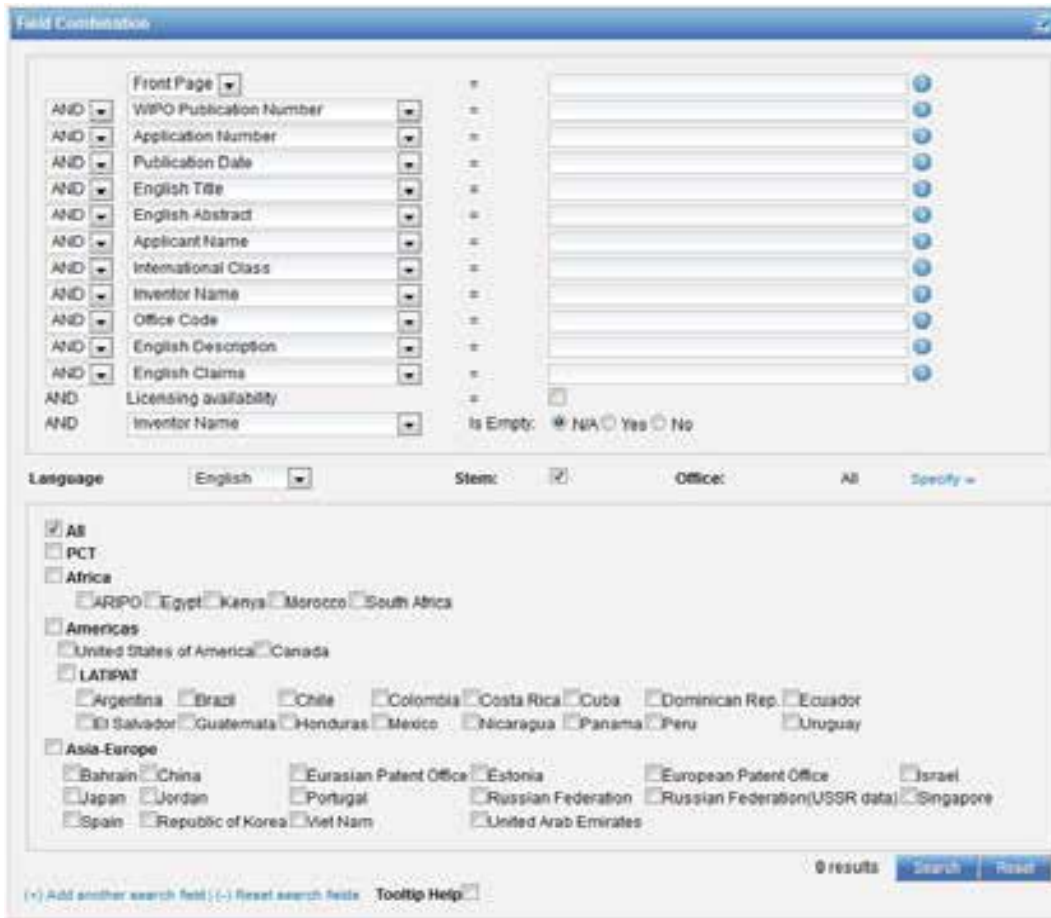 Field Combination
Front Page =
AND WIPO Publication Number =
AND Application Number =
AND Publication Date =
AND English Title =
AND English Abstract =
AND Applicant Name =
AND International Class =
AND Inventor Name =
AND Office Code =
AND English Description =
AND English Claims =
AND Licensing availability =
AND Inventor Name Is Empty: N/A Yes No
Language English Stem: Office: All Specify
All
PCT
Africa
ARIPO Egypt Kenya Morocco South Africa
Americas
United States of America Canada
LATIPAT
Argentina Brazil Chile Colombia Costa Rica Cuba Dominican Rep. Ecuador
El Salvador Guatemala Honduras Mexico Nicaragua Panama Peru Uruguay
Asia-Europe
Bahrain China Eurasian Patent Office Estonia European Patent Office Israel
Japan Jordan Portugal Russian Federation Russian Federation(USSR data) Singapore
Spain Republic of Korea Viet Nam United Arab Emirates
0 results Search Reset
(+) Add another search field | (-) Reset search fields Tooltip Help